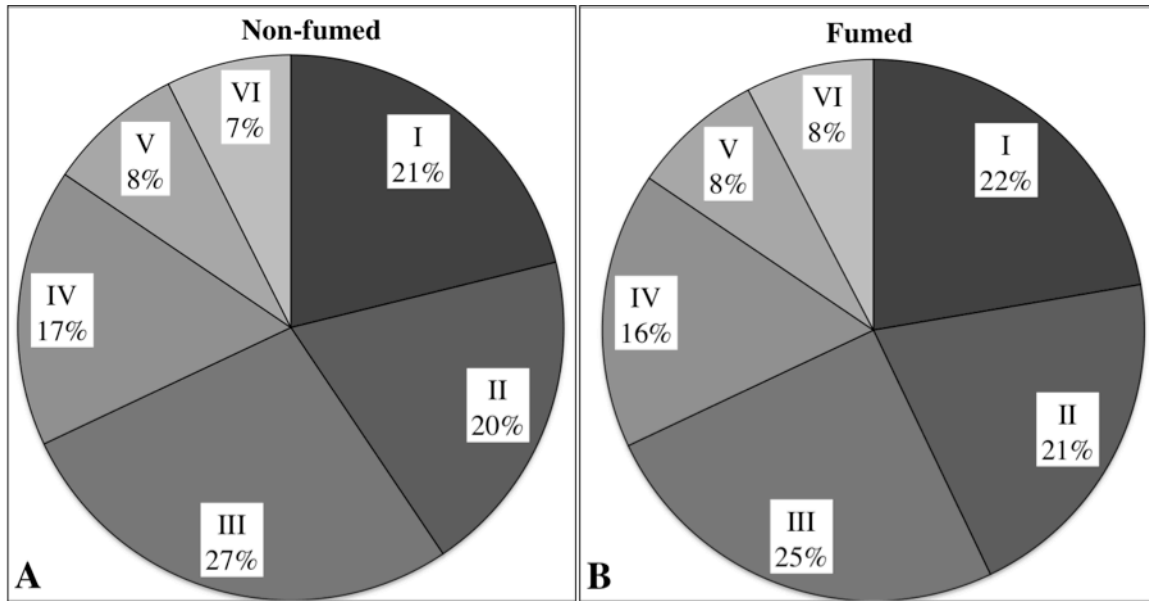 Non-fumed
VI
7%
I
21%
V
8%
IV
17%
II
20%
III
27%
A
Fumed
VI
8%
I
22%
V
8%
IV
16%
II
21%
III
25%
B